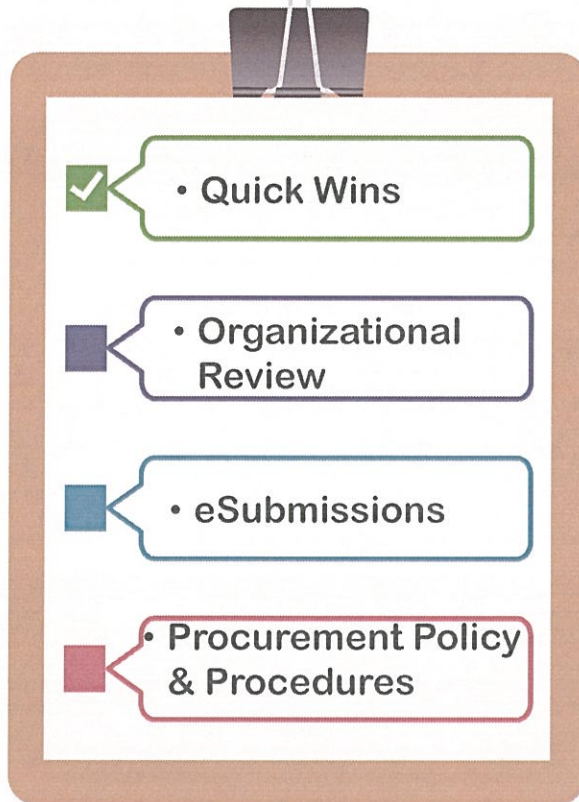 • Quick Wins
• Organizational
Review
• eSubmissions
• Procurement Policy
& Procedures